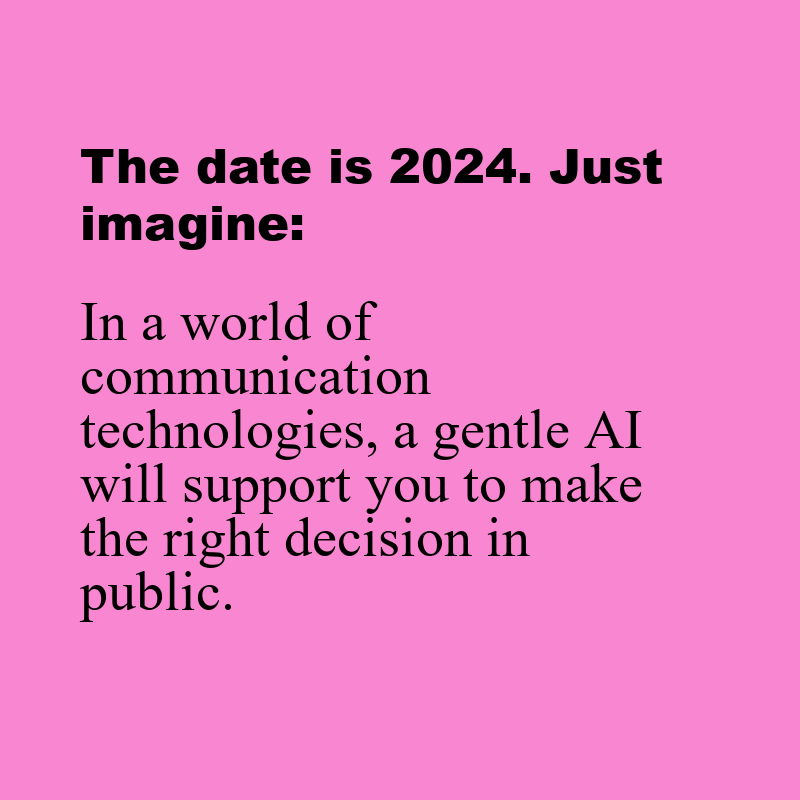 The date is 2024. Just
imagine:
In a world of
communication
technologies, a gentle AI
will support you to make
the right decision in
public.